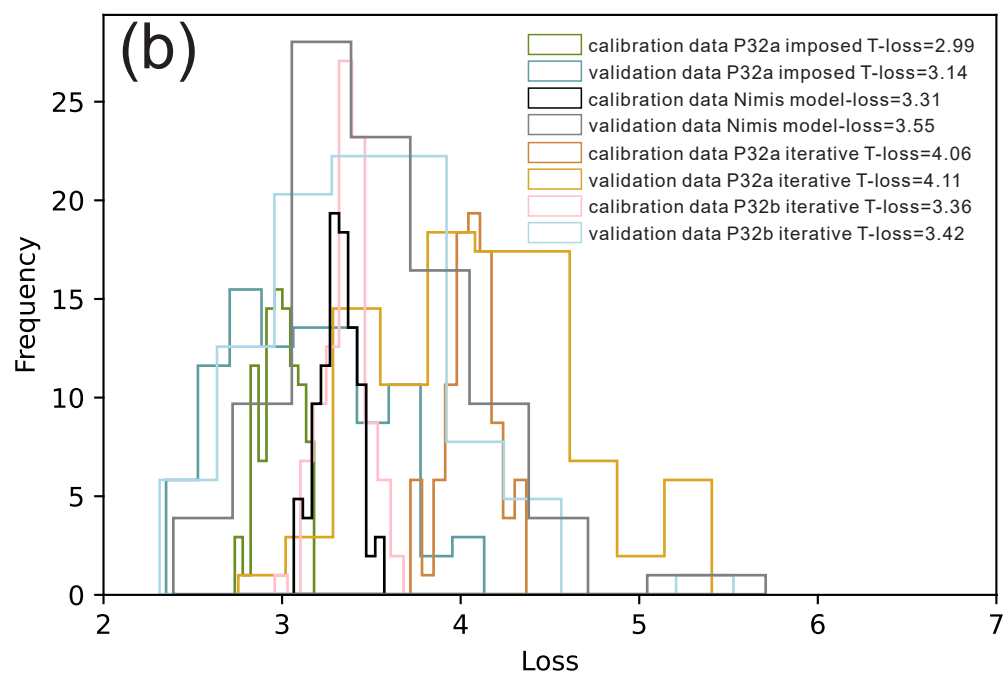 (b)
calibration data P32a imposed T-loss=2.99
validation data P32a imposed T-loss=3.14
calibration data Nimis model-loss=3.31
validation data Nimis model-loss=3.55
calibration data P32a iterative T-loss=4.06
validation data P32a iterative T-loss=4.11
calibration data P32b iterative T-loss=3.36
validation data P32b iterative T-loss=3.42
Frequency
25
20
15
10
5
0
2 3 4 5 6 7
Loss